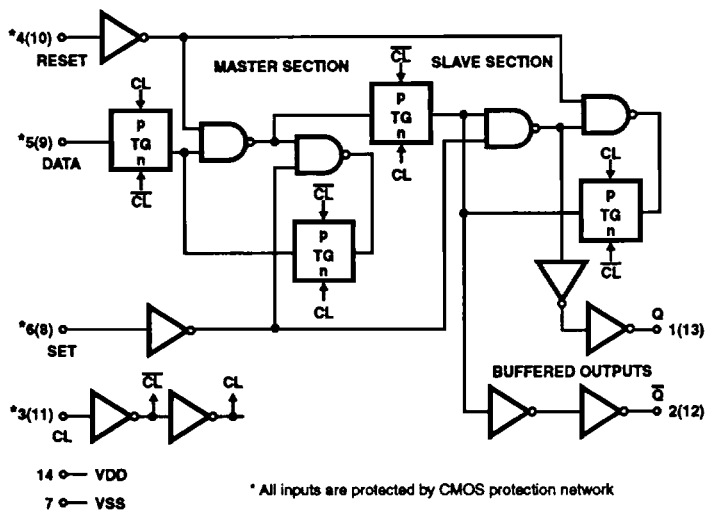 *4(10)
RESET
MASTER SECTION
SLAVE SECTION
CL
P
TG
n
CL
*5(9)
DATA
CL
P
TG
n
CL
CL
P
TG
n
CL
CL
P
TG
n
CL
*6(8)
SET
Q
1(13)
BUFFERED OUTPUTS
Q
2(12)
*3(11)
CL
CL
CL
14
VDD
7
VSS
* All inputs are protected by CMOS protection network